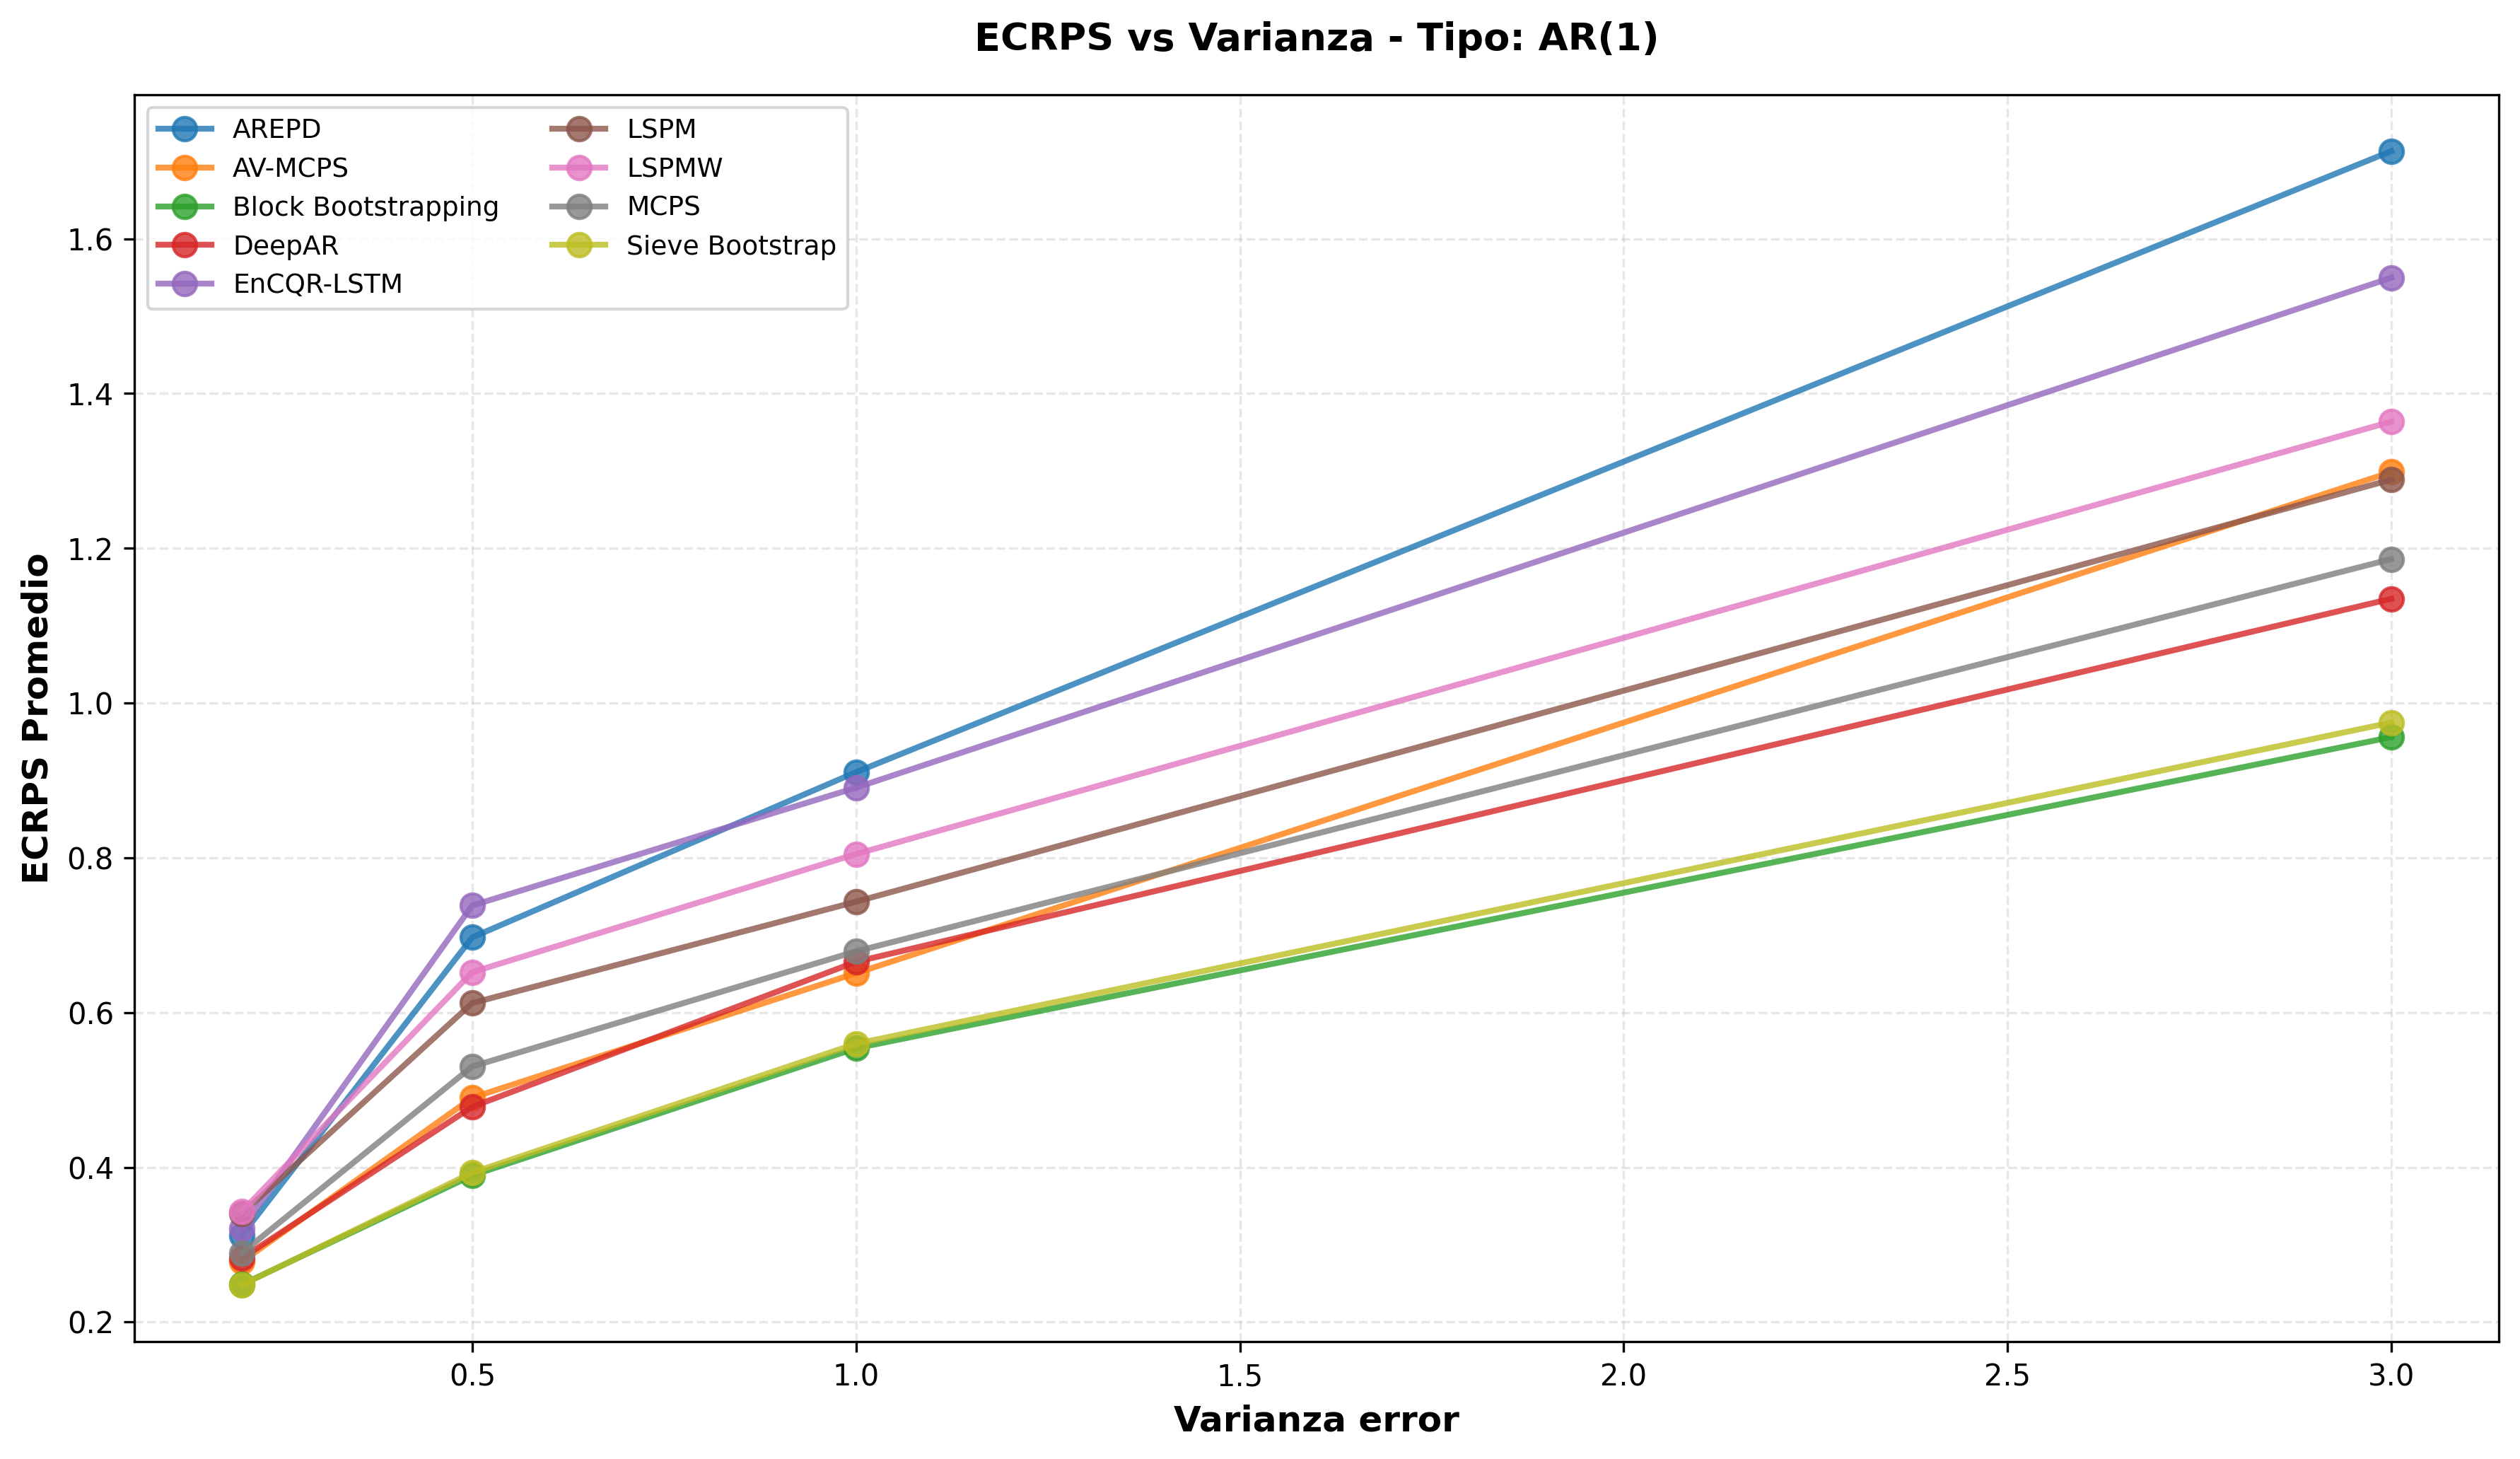 ECRPS vs Varianza - Tipo: AR(1)
AREPD
AV-MCPS
Block Bootstrapping
DeepAR
EnCQR-LSTM
LSPM
LSPMW
MCPS
Sieve Bootstrap
ECRPS Promedio
1.6
1.4
1.2
1.0
0.8
0.6
0.4
0.2
0.5
1.0
1.5
2.0
2.5
3.0
Varianza error